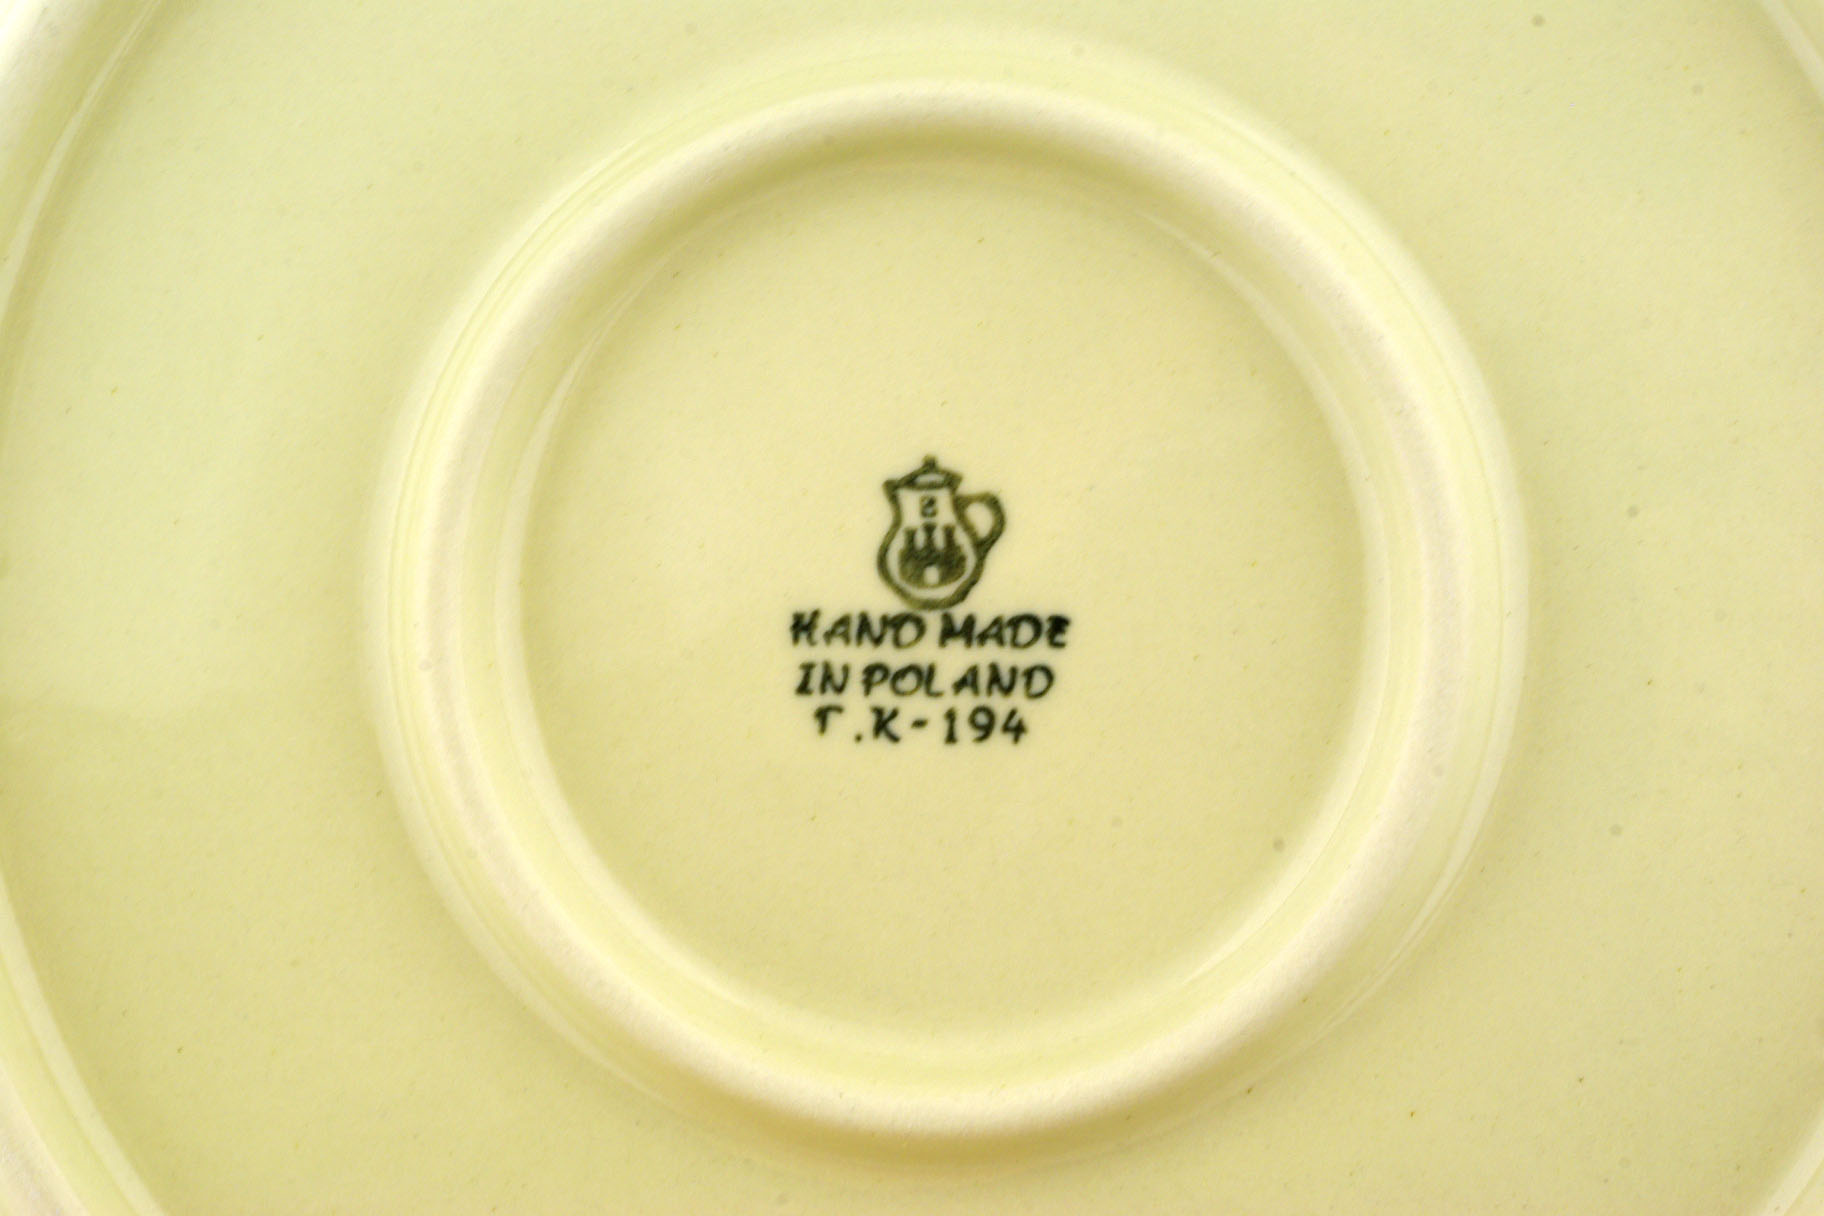 B
HAND MADE
IN POLAND
T.K-194